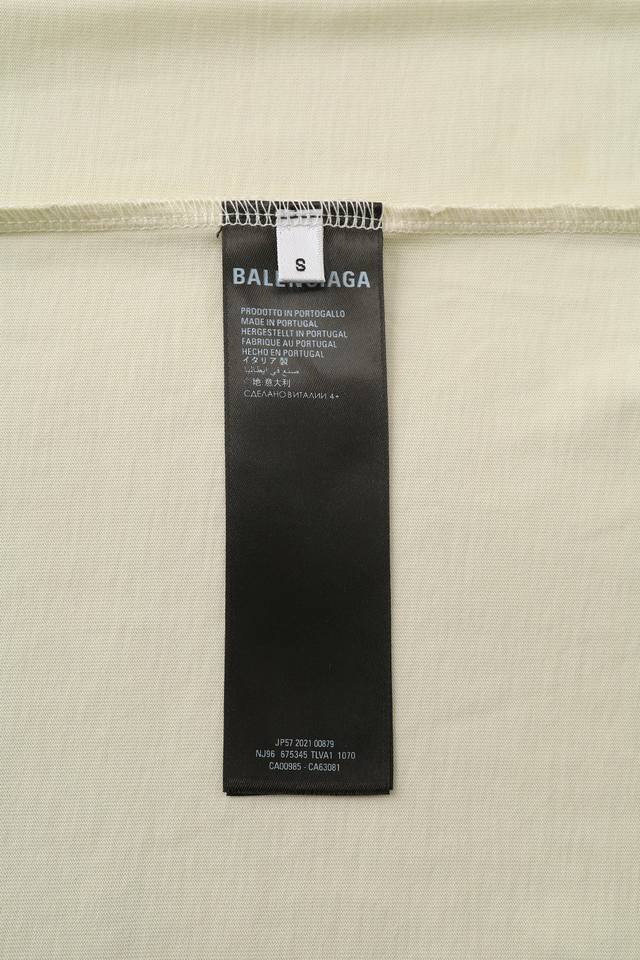 S
BALENCIAGA
PRODOTTO IN PORTOGALLO
MADE IN PORTUGAL
HERGESTELLT IN PORTUGAL
FABRIQUE AU PORTUGAL
HECHO EN PORTUGAL
イタリア製
صنع في ايطاليا
地:意大利
СДЕЛАНО В ИТАЛИИ 4+
JP57 2021 00879
NJ96 675345 TLVA1 1070
CA00985 - CA63081